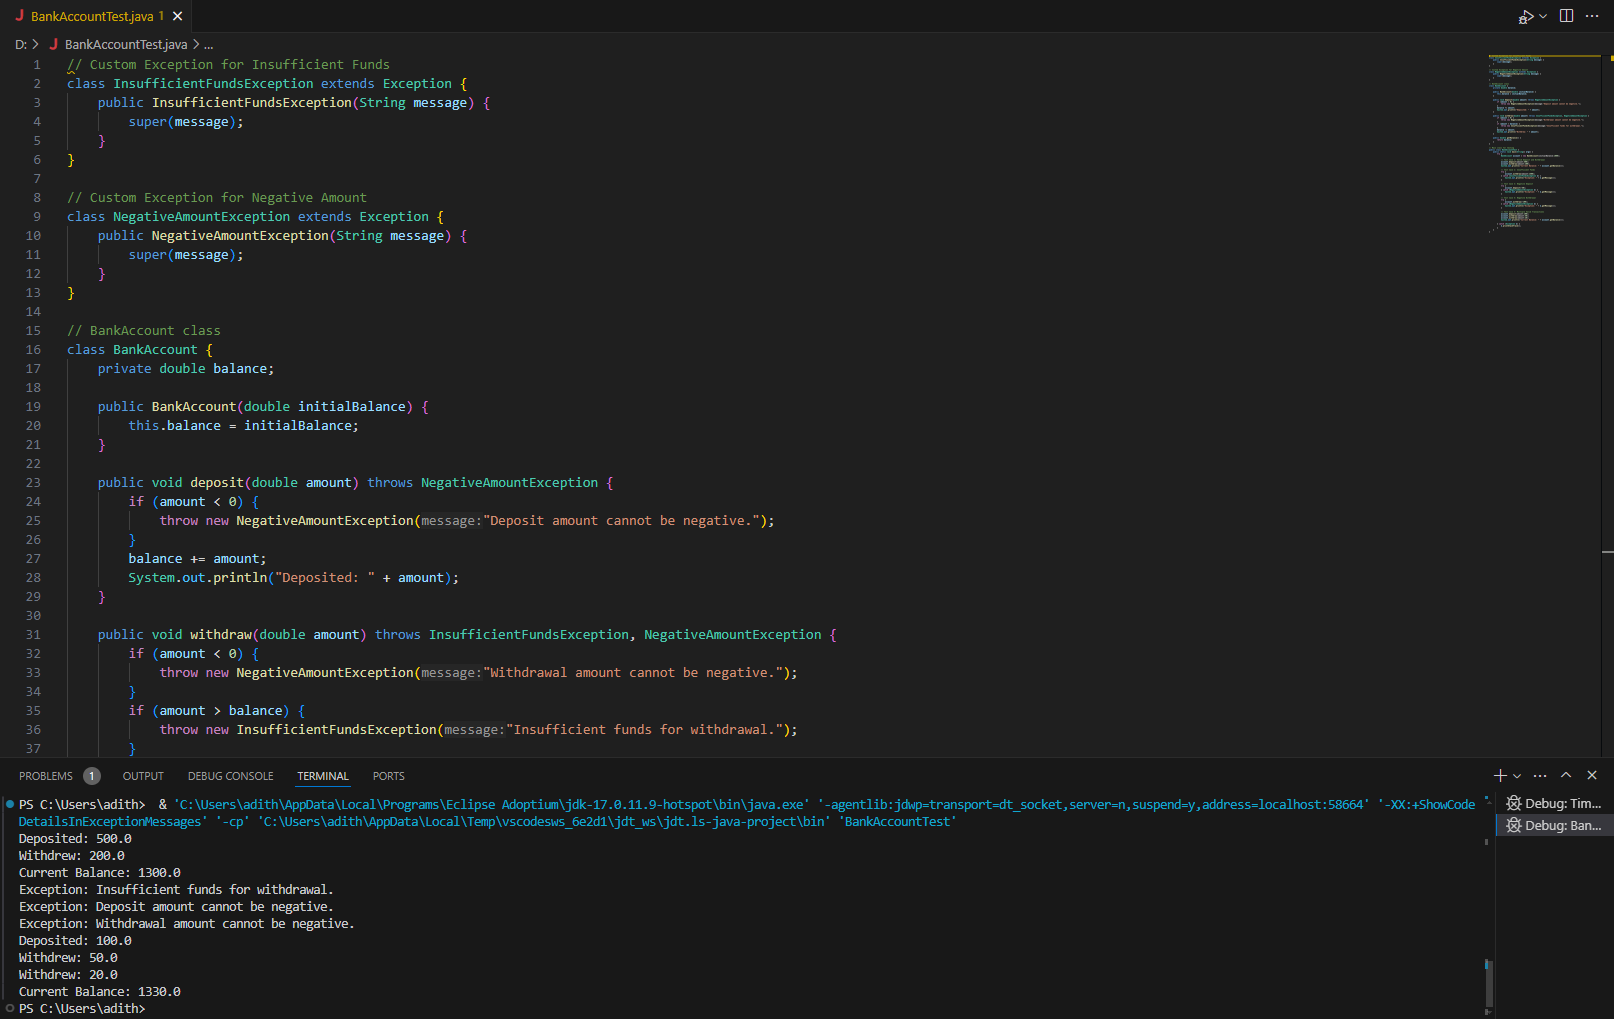 J BankAccountTest.java 1
D: > J BankAccountTest.java > ...
1 // Custom Exception for Insufficient Funds
2 class InsufficientFundsException extends Exception {
3 public InsufficientFundsException(String message) {
4 super(message);
5 }
6 }
7
8 // Custom Exception for Negative Amount
9 class NegativeAmountException extends Exception {
10 public NegativeAmountException(String message) {
11 super(message);
12 }
13 }
14
15 // BankAccount class
16 class BankAccount {
17 private double balance;
18
19 public BankAccount(double initialBalance) {
20 this.balance = initialBalance;
21 }
22
23 public void deposit(double amount) throws NegativeAmountException {
24 if (amount < 0) {
25 throw new NegativeAmountException(message:"Deposit amount cannot be negative.");
26 }
27 balance += amount;
28 System.out.println("Deposited: " + amount);
29 }
30
31 public void withdraw(double amount) throws InsufficientFundsException, NegativeAmountException {
32 if (amount < 0) {
33 throw new NegativeAmountException(message:"Withdrawal amount cannot be negative.");
34 }
35 if (amount > balance) {
36 throw new InsufficientFundsException(message:"Insufficient funds for withdrawal.");
37 }
PROBLEMS 1 OUTPUT DEBUG CONSOLE TERMINAL PORTS
PS C:\Users\adith> & 'C:\Users\adith\AppData\Local\Programs\Eclipse Adoptium\jdk-17.0.11.9-hotspot\bin\java.exe' '-agentlib:jdwp=transport=dt_socket,server=n,suspend=y,address=localhost:58664' '-XX:+ShowCode
DetailsInExceptionMessages' '-cp' 'C:\Users\adith\AppData\Local\Temp\vscodesws_6e2d1\jdt_ws\jdt.ls-java-project\bin' 'BankAccountTest'
Deposited: 500.0
Withdrew: 200.0
Current Balance: 1300.0
Exception: Insufficient funds for withdrawal.
Exception: Deposit amount cannot be negative.
Exception: Withdrawal amount cannot be negative.
Deposited: 100.0
Withdrew: 50.0
Withdrew: 20.0
Current Balance: 1330.0
PS C:\Users\adith>
Debug: Tim...
Debug: Ban...